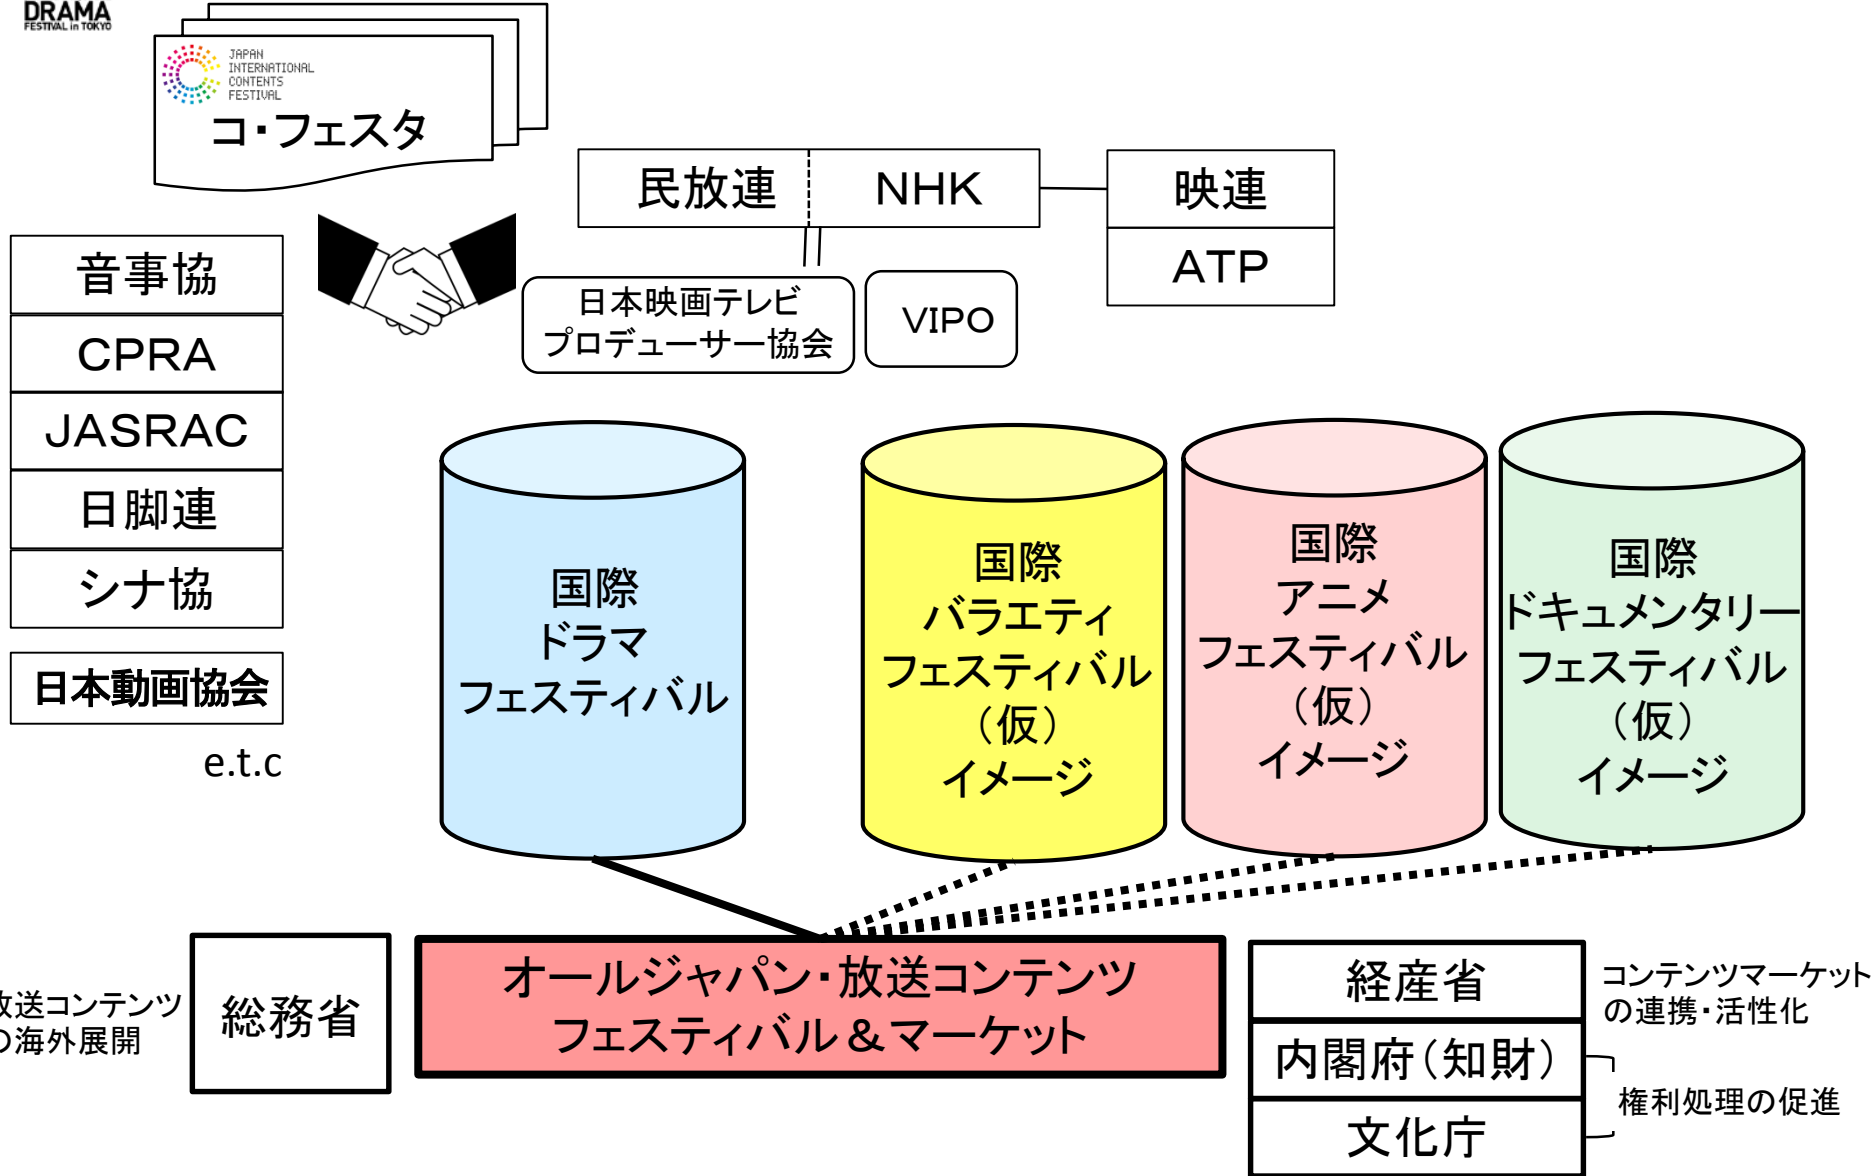 DRAMA
FESTIVAL in TOKYO
JAPAN
INTERNATIONAL
CONTENTS
FESTIVAL
コ・フェスタ
民放連
NHK
映連
ATP
日本映画テレビ
プロデューサー協会
VIPO
音事協
CPRA
JASRAC
日脚連
シナ協
日本動画協会
e.t.c
国際
ドラマ
フェスティバル
国際
バラエティ
フェスティバル
（仮）
イメージ
国際
アニメ
フェスティバル
（仮）
イメージ
国際
ドキュメンタリー
フェスティバル
（仮）
イメージ
放送コンテンツ
の海外展開
総務省
オールジャパン・放送コンテンツ
フェスティバル＆マーケット
経産省
内閣府（知財）
文化庁
コンテンツマーケット
の連携・活性化
権利処理の促進